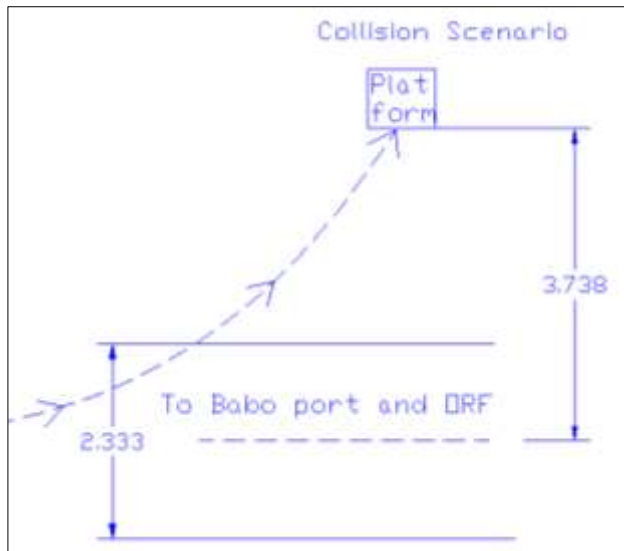 Collision Scenario
Plat
form
3.738
To Babo port and ORF
2.333